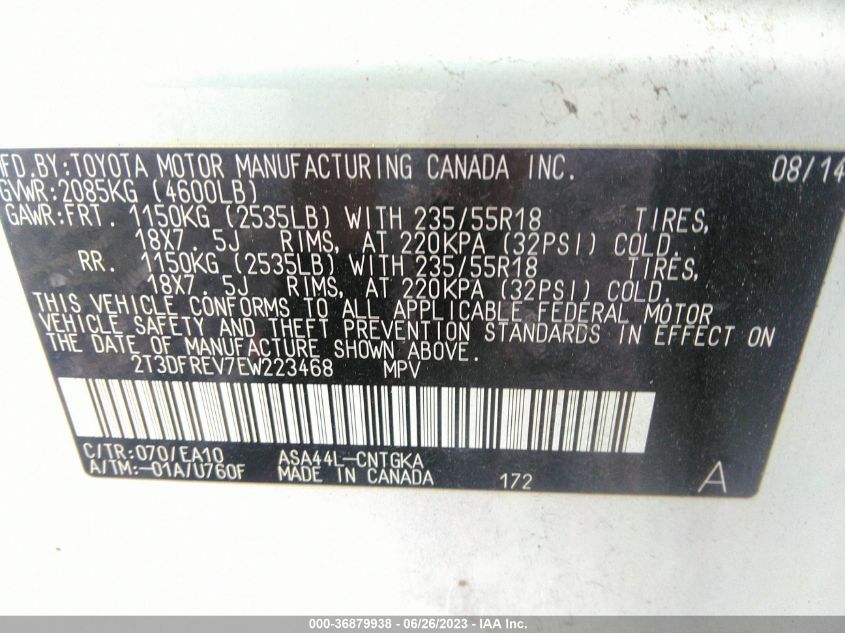 MFD.BY:TOYOTA MOTOR MANUFACTURING CANADA INC. 08/14
GVWR:2085KG (4600LB)
GAWR:FRT. 1150KG (2535LB) WITH 235/55R18 TIRES,
18X7.5J RIMS, AT 220KPA (32PSI) COLD.
RR. 1150KG (2535LB) WITH 235/55R18 TIRES,
18X7.5J RIMS, AT 220KPA (32PSI) COLD.
THIS VEHICLE CONFORMS TO ALL APPLICABLE FEDERAL MOTOR
VEHICLE SAFETY AND THEFT PREVENTION STANDARDS IN EFFECT ON
THE DATE OF MANUFACTURE SHOWN ABOVE.
2T3DFREV7EW223468 MPV
C/TR:070/EA10 ASA44L-CNTGKA
A/TM:-01A/U760F MADE IN CANADA 172 A
000-36879938 - 06/26/2023 - IAA Inc.